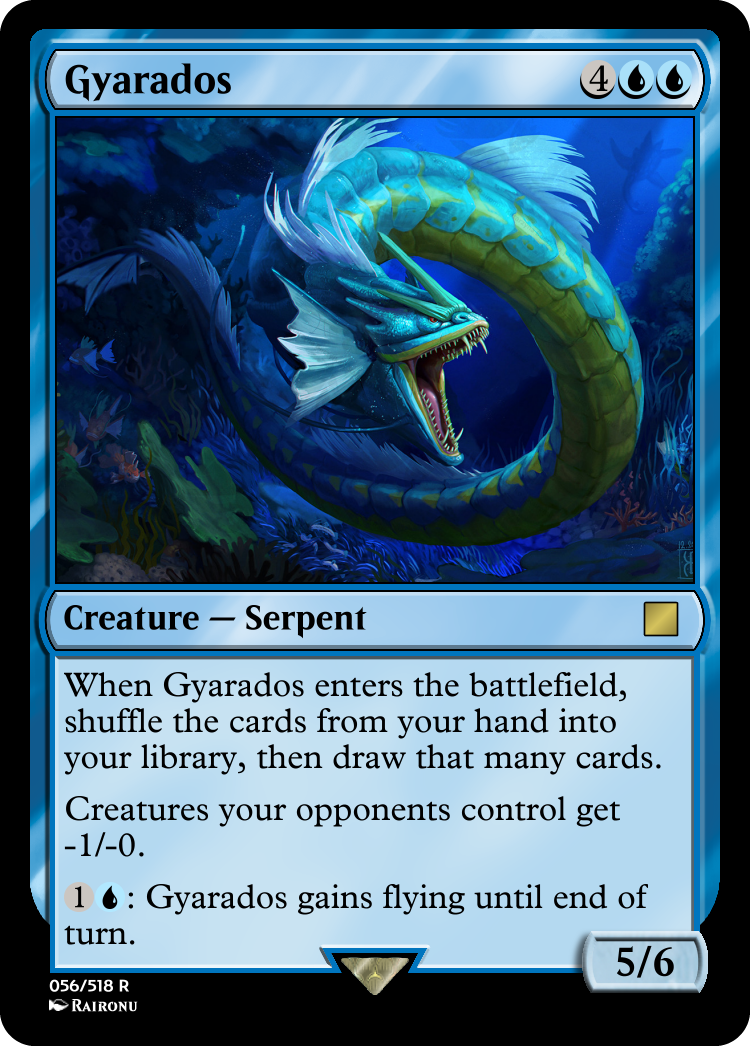 Gyarados 4
Creature — Serpent
When Gyarados enters the battlefield,
shuffle the cards from your hand into
your library, then draw that many cards.
Creatures your opponents control get
-1/-0.
1 : Gyarados gains flying until end of
turn.
5/6
056/518 R
Raironu